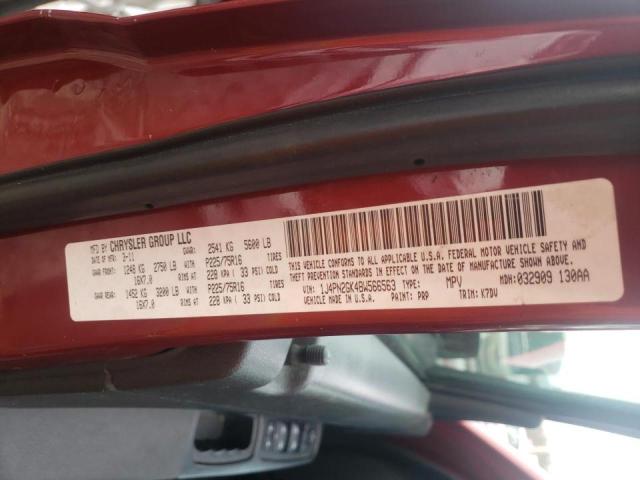 MFD BY CHRYSLER GROUP LLC
DATE OF MFR: 3-11 GVWR: 2541 KG 5600 LB
1248 KG 2750 LB WITH P225/75R16 TIRES
16X7.0 RIMS AT 228 KPA ( 33 PSI) COLD
1452 KG 3200 LB WITH P225/75R16 TIRES
16X7.0 RIMS AT 228 KPA ( 33 PSI) COLD
THIS VEHICLE CONFORMS TO ALL APPLICABLE U.S.A. FEDERAL MOTOR VEHICLE SAFETY AND
THEFT PREVENTION STANDARDS IN EFFECT ON THE DATE OF MANUFACTURE SHOWN ABOVE.
VIN: 1J4PN2GK4BW566563 TYPE: MPV MDH: 032909 130AA
VEHICLE MADE IN U.S.A. PAINT: PRP TRIM: K7DV